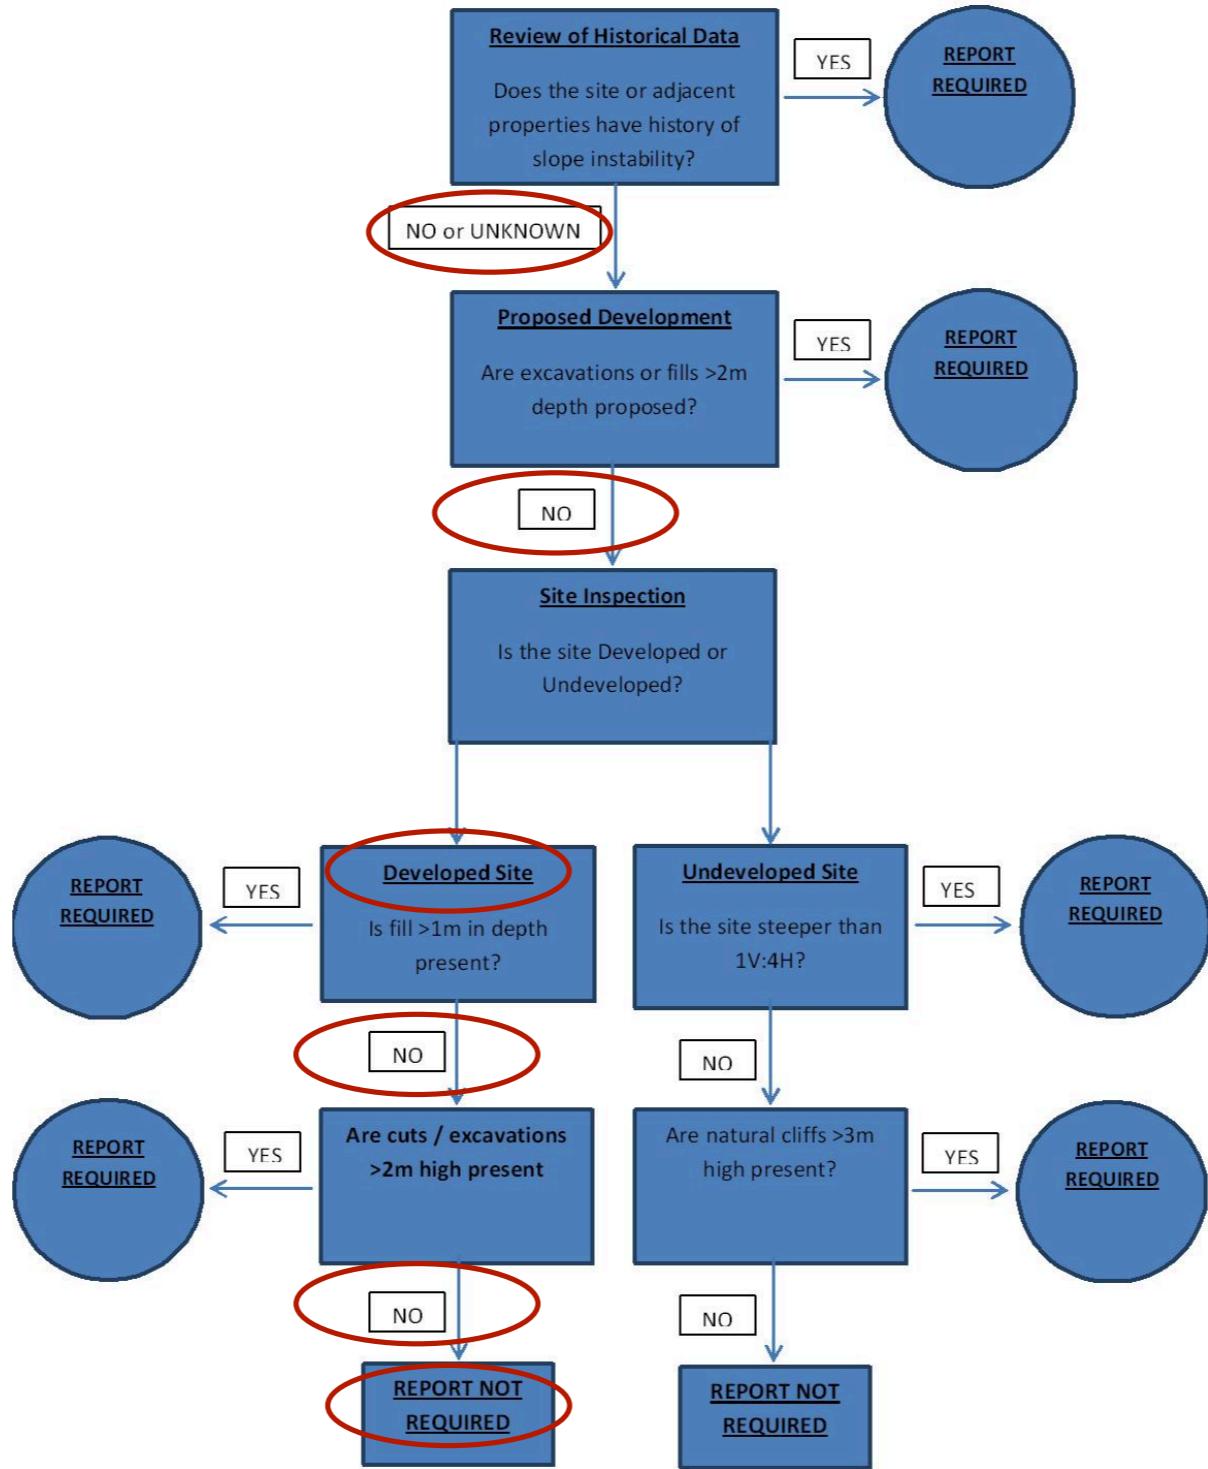 Review of Historical Data
Does the site or adjacent
properties have history of
slope instability?
YES
REPORT
REQUIRED
NO or UNKNOWN
Proposed Development
Are excavations or fills >2m
depth proposed?
YES
REPORT
REQUIRED
NO
Site Inspection
Is the site Developed or
Undeveloped?
REPORT
REQUIRED
YES
Developed Site
Is fill >1m in depth
present?
Undeveloped Site
Is the site steeper than
1V:4H?
YES
REPORT
REQUIRED
NO
NO
REPORT
REQUIRED
YES
Are cuts / excavations
>2m high present
Are natural cliffs >3m
high present?
YES
REPORT
REQUIRED
NO
NO
REPORT NOT
REQUIRED
REPORT NOT
REQUIRED